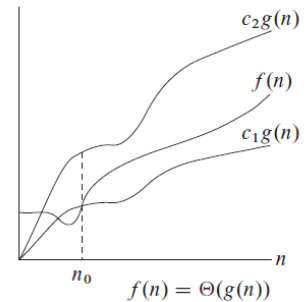 c₂g(n)
f(n)
c₁g(n)
n
n₀
f(n) = Θ(g(n))